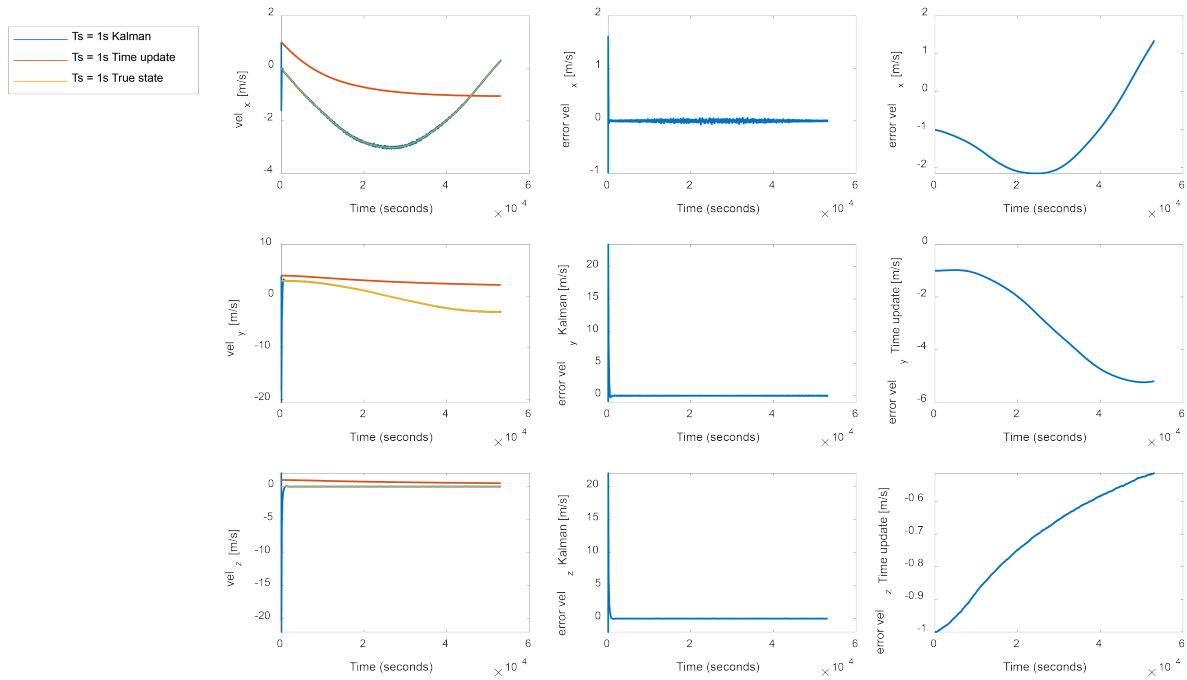 Ts = 1s Kalman
Ts = 1s Time update
Ts = 1s True state
2
0
-2
-4
vel x [m/s]
0 2 4 6
Time (seconds)
× 10 4
2
1
0
-1
error vel x [m/s]
0 2 4 6
Time (seconds)
× 10 4
2
1
0
-1
-2
error vel x [m/s]
0 2 4 6
Time (seconds)
× 10 4
10
0
-10
-20
vel y [m/s]
0 2 4 6
Time (seconds)
× 10 4
20
15
10
5
0
error vel y Kalman [m/s]
0 2 4 6
Time (seconds)
× 10 4
0
-2
-4
-6
error vel y Time update [m/s]
0 2 4 6
Time (seconds)
× 10 4
0
-5
-10
-15
-20
vel z [m/s]
0 2 4 6
Time (seconds)
× 10 4
20
15
10
5
0
error vel z Kalman [m/s]
0 2 4 6
Time (seconds)
× 10 4
-0.6
-0.7
-0.8
-0.9
-1
error vel z Time update [m/s]
0 2 4 6
Time (seconds)
× 10 4